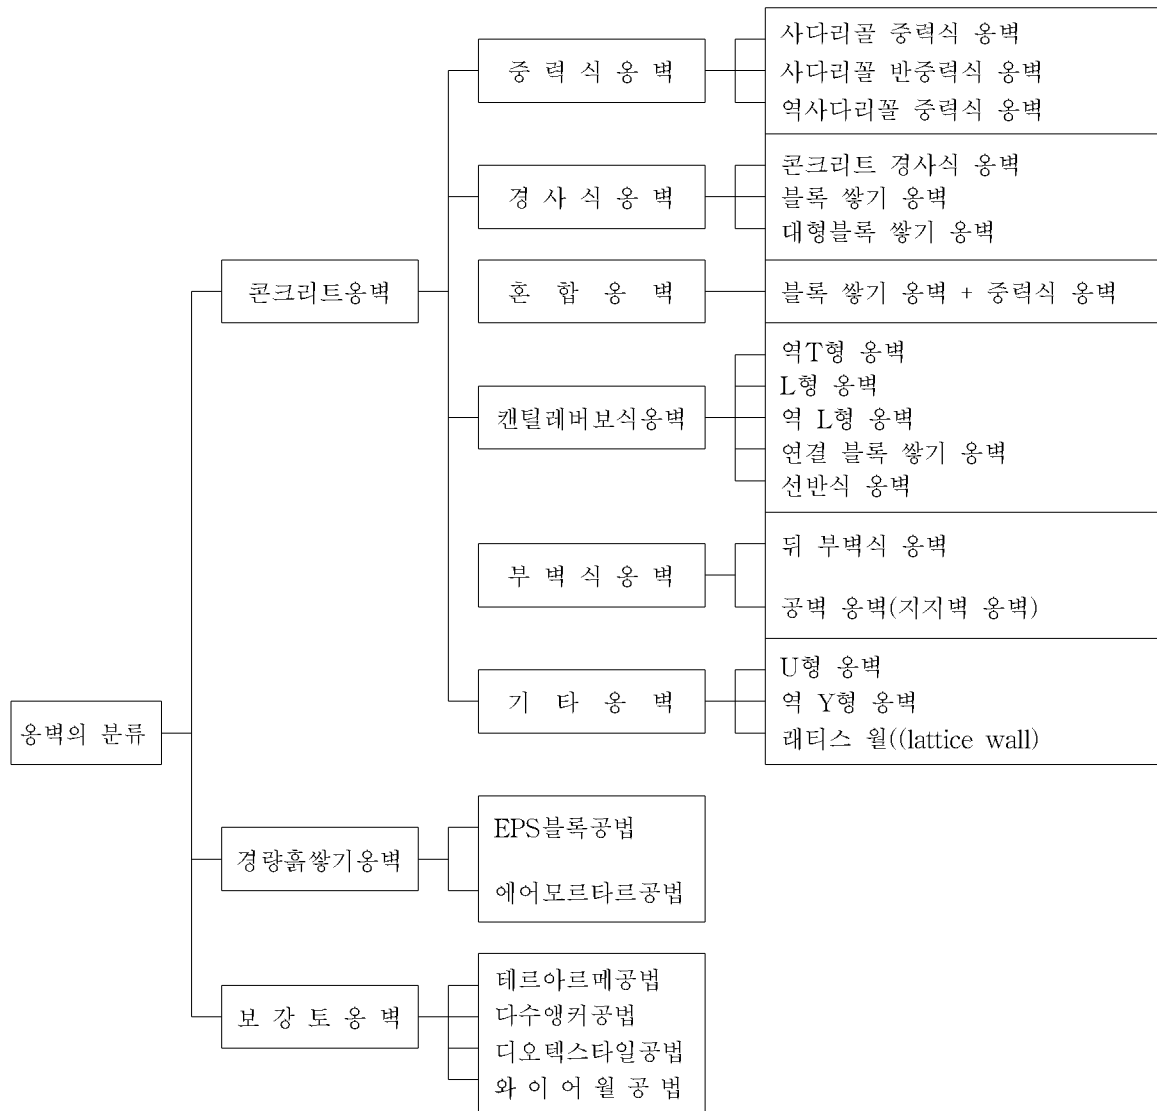 옹벽의 분류
콘크리트옹벽
중 력 식 옹 벽
사다리골 중력식 옹벽
사다리꼴 반중력식 옹벽
역사다리꼴 중력식 옹벽
경 사 식 옹 벽
콘크리트 경사식 옹벽
블록 쌓기 옹벽
대형블록 쌓기 옹벽
혼 합 옹 벽
블록 쌓기 옹벽 + 중력식 옹벽
캔틸레버보식옹벽
역T형 옹벽
L형 옹벽
역 L형 옹벽
연결 블록 쌓기 옹벽
선반식 옹벽
부 벽 식 옹 벽
뒤 부벽식 옹벽
공벽 옹벽(지지벽 옹벽)
기 타 옹 벽
U형 옹벽
역 Y형 옹벽
래티스 월((lattice wall)
경량흙쌓기옹벽
EPS블록공법
에어모르타르공법
보 강 토 옹 벽
테르아르메공법
다수앵커공법
디오텍스타일공법
와 이 어 월 공 법